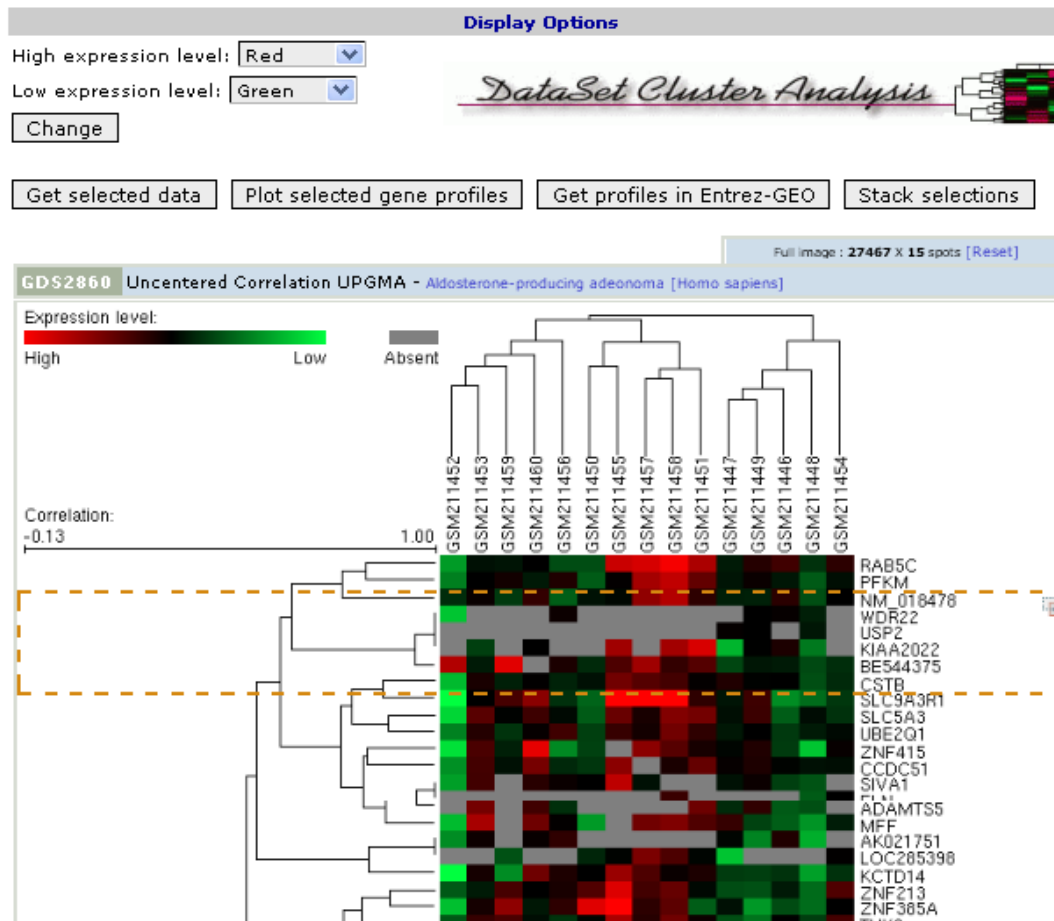 Display Options
High expression level: Red
Low expression level: Green
Change
DataSet Cluster Analysis
Get selected data
Plot selected gene profiles
Get profiles in Entrez-GEO
Stack selections
Full image : 27467 X 15 spots [Reset]
GDS2860 Uncentered Correlation UPGMA - Aldosterone-producing adeonoma [Homo sapiens]
Expression level:
High
Low
Absent
GSM211452
GSM211453
GSM211459
GSM211460
GSM211456
GSM211450
GSM211455
GSM211457
GSM211458
GSM211451
GSM211447
GSM211449
GSM211446
GSM211448
GSM211454
Correlation:
-0.13
1.00
RAB5C
PFKM
NM_018478
WDR22
USP2
KIAA2022
BE544375
CSTB
SLC9A3R1
SLC5A3
UBE2Q1
ZNF415
CCDC51
SIVA1
ADAMTS5
MFF
AK021751
LOC285398
KCTD14
ZNF213
ZNF385A